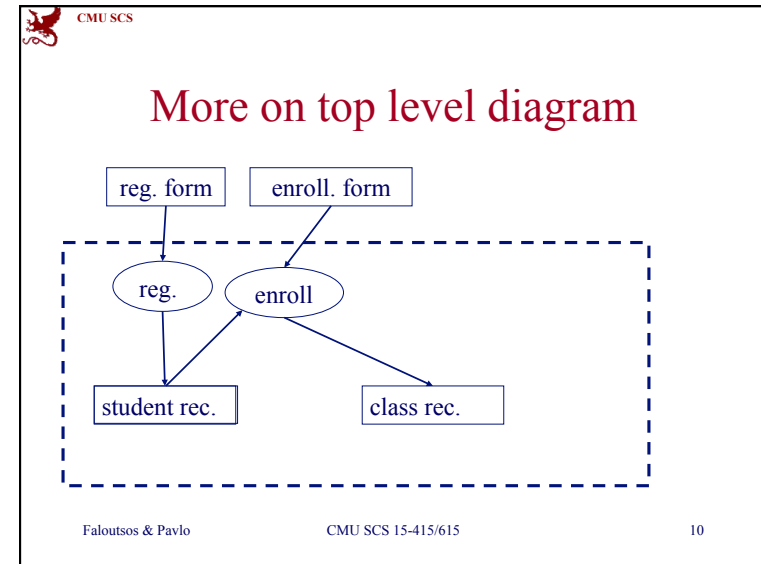 CMU SCS
More on top level diagram
reg. form
enroll. form
reg.
enroll
student rec.
class rec.
Faloutsos & Pavlo
CMU SCS 15-415/615
10